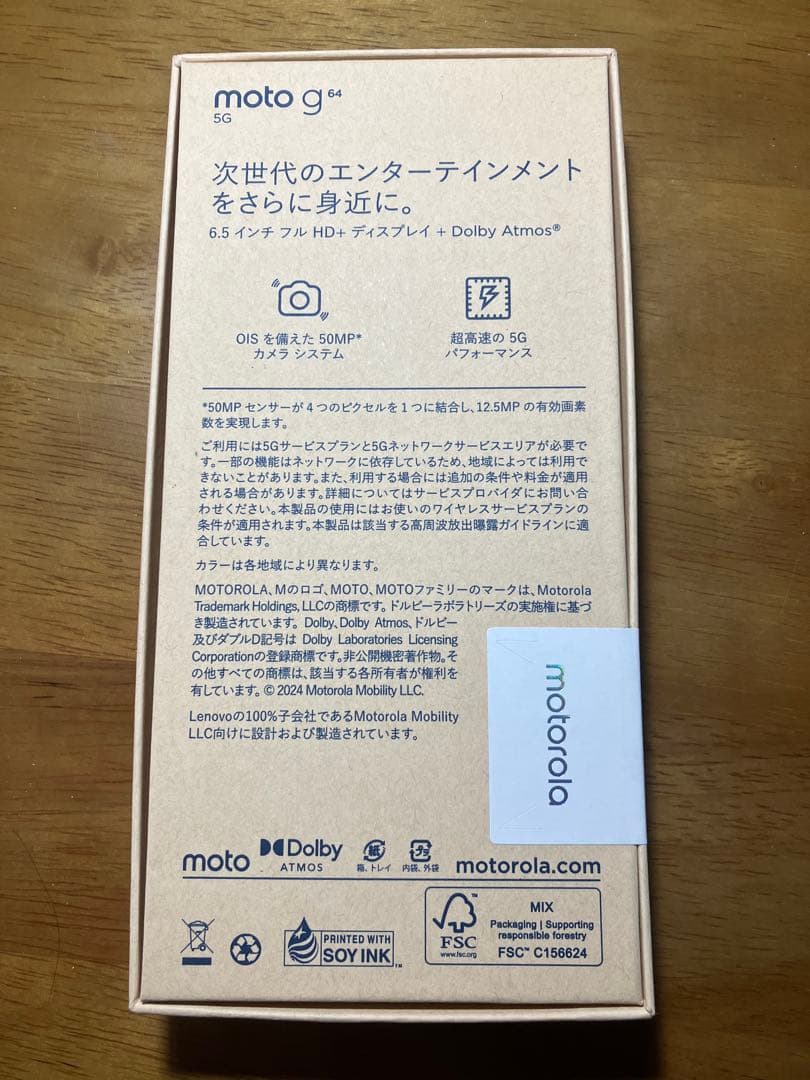 moto g 64
5G
次世代のエンターテインメント
をさらに身近に。
6.5 インチ フル HD+ ディスプレイ + Dolby Atmos®
OIS を備えた 50MP*
カメラ システム
超高速の 5G
パフォーマンス
*50MP センサーが 4 つのピクセルを 1 つに結合し、12.5MP の有効画素
数を実現します。
ご利用には5Gサービスプランと5Gネットワークサービスエリアが必要で
す。一部の機能はネットワークに依存しているため、地域によっては利用で
きないことがあります。また、利用する場合には追加の条件や料金が適用
される場合があります。詳細についてはサービスプロバイダにお問い合
わせください。本製品の使用にはお使いのワイヤレスサービスプランの
条件が適用されます。本製品は該当する高周波放出曝露ガイドラインに適
合しています。
カラーは各地域により異なります。
MOTOROLA、Mのロゴ、MOTO、MOTOファミリーのマークは、Motorola
Trademark Holdings, LLCの商標です。ドルビーラボラトリーズの実施権に基づ
き製造されています。 Dolby、Dolby Atmos、ドルビー
及びダブルD記号は Dolby Laboratories Licensing
Corporationの登録商標です。非公開機密著作物。そ
の他すべての商標は、該当する各所有者が権利を
有しています。© 2024 Motorola Mobility LLC.
Lenovoの100%子会社であるMotorola Mobility
LLC向けに設計および製造されています。
motorola
moto
Dolby
ATMOS
紙
箱、トレイ
プラ
内袋、外袋
motorola.com
PRINTED WITH
SOY INK™
FSC
www.fsc.org
MIX
Packaging | Supporting
responsible forestry
FSC™ C156624